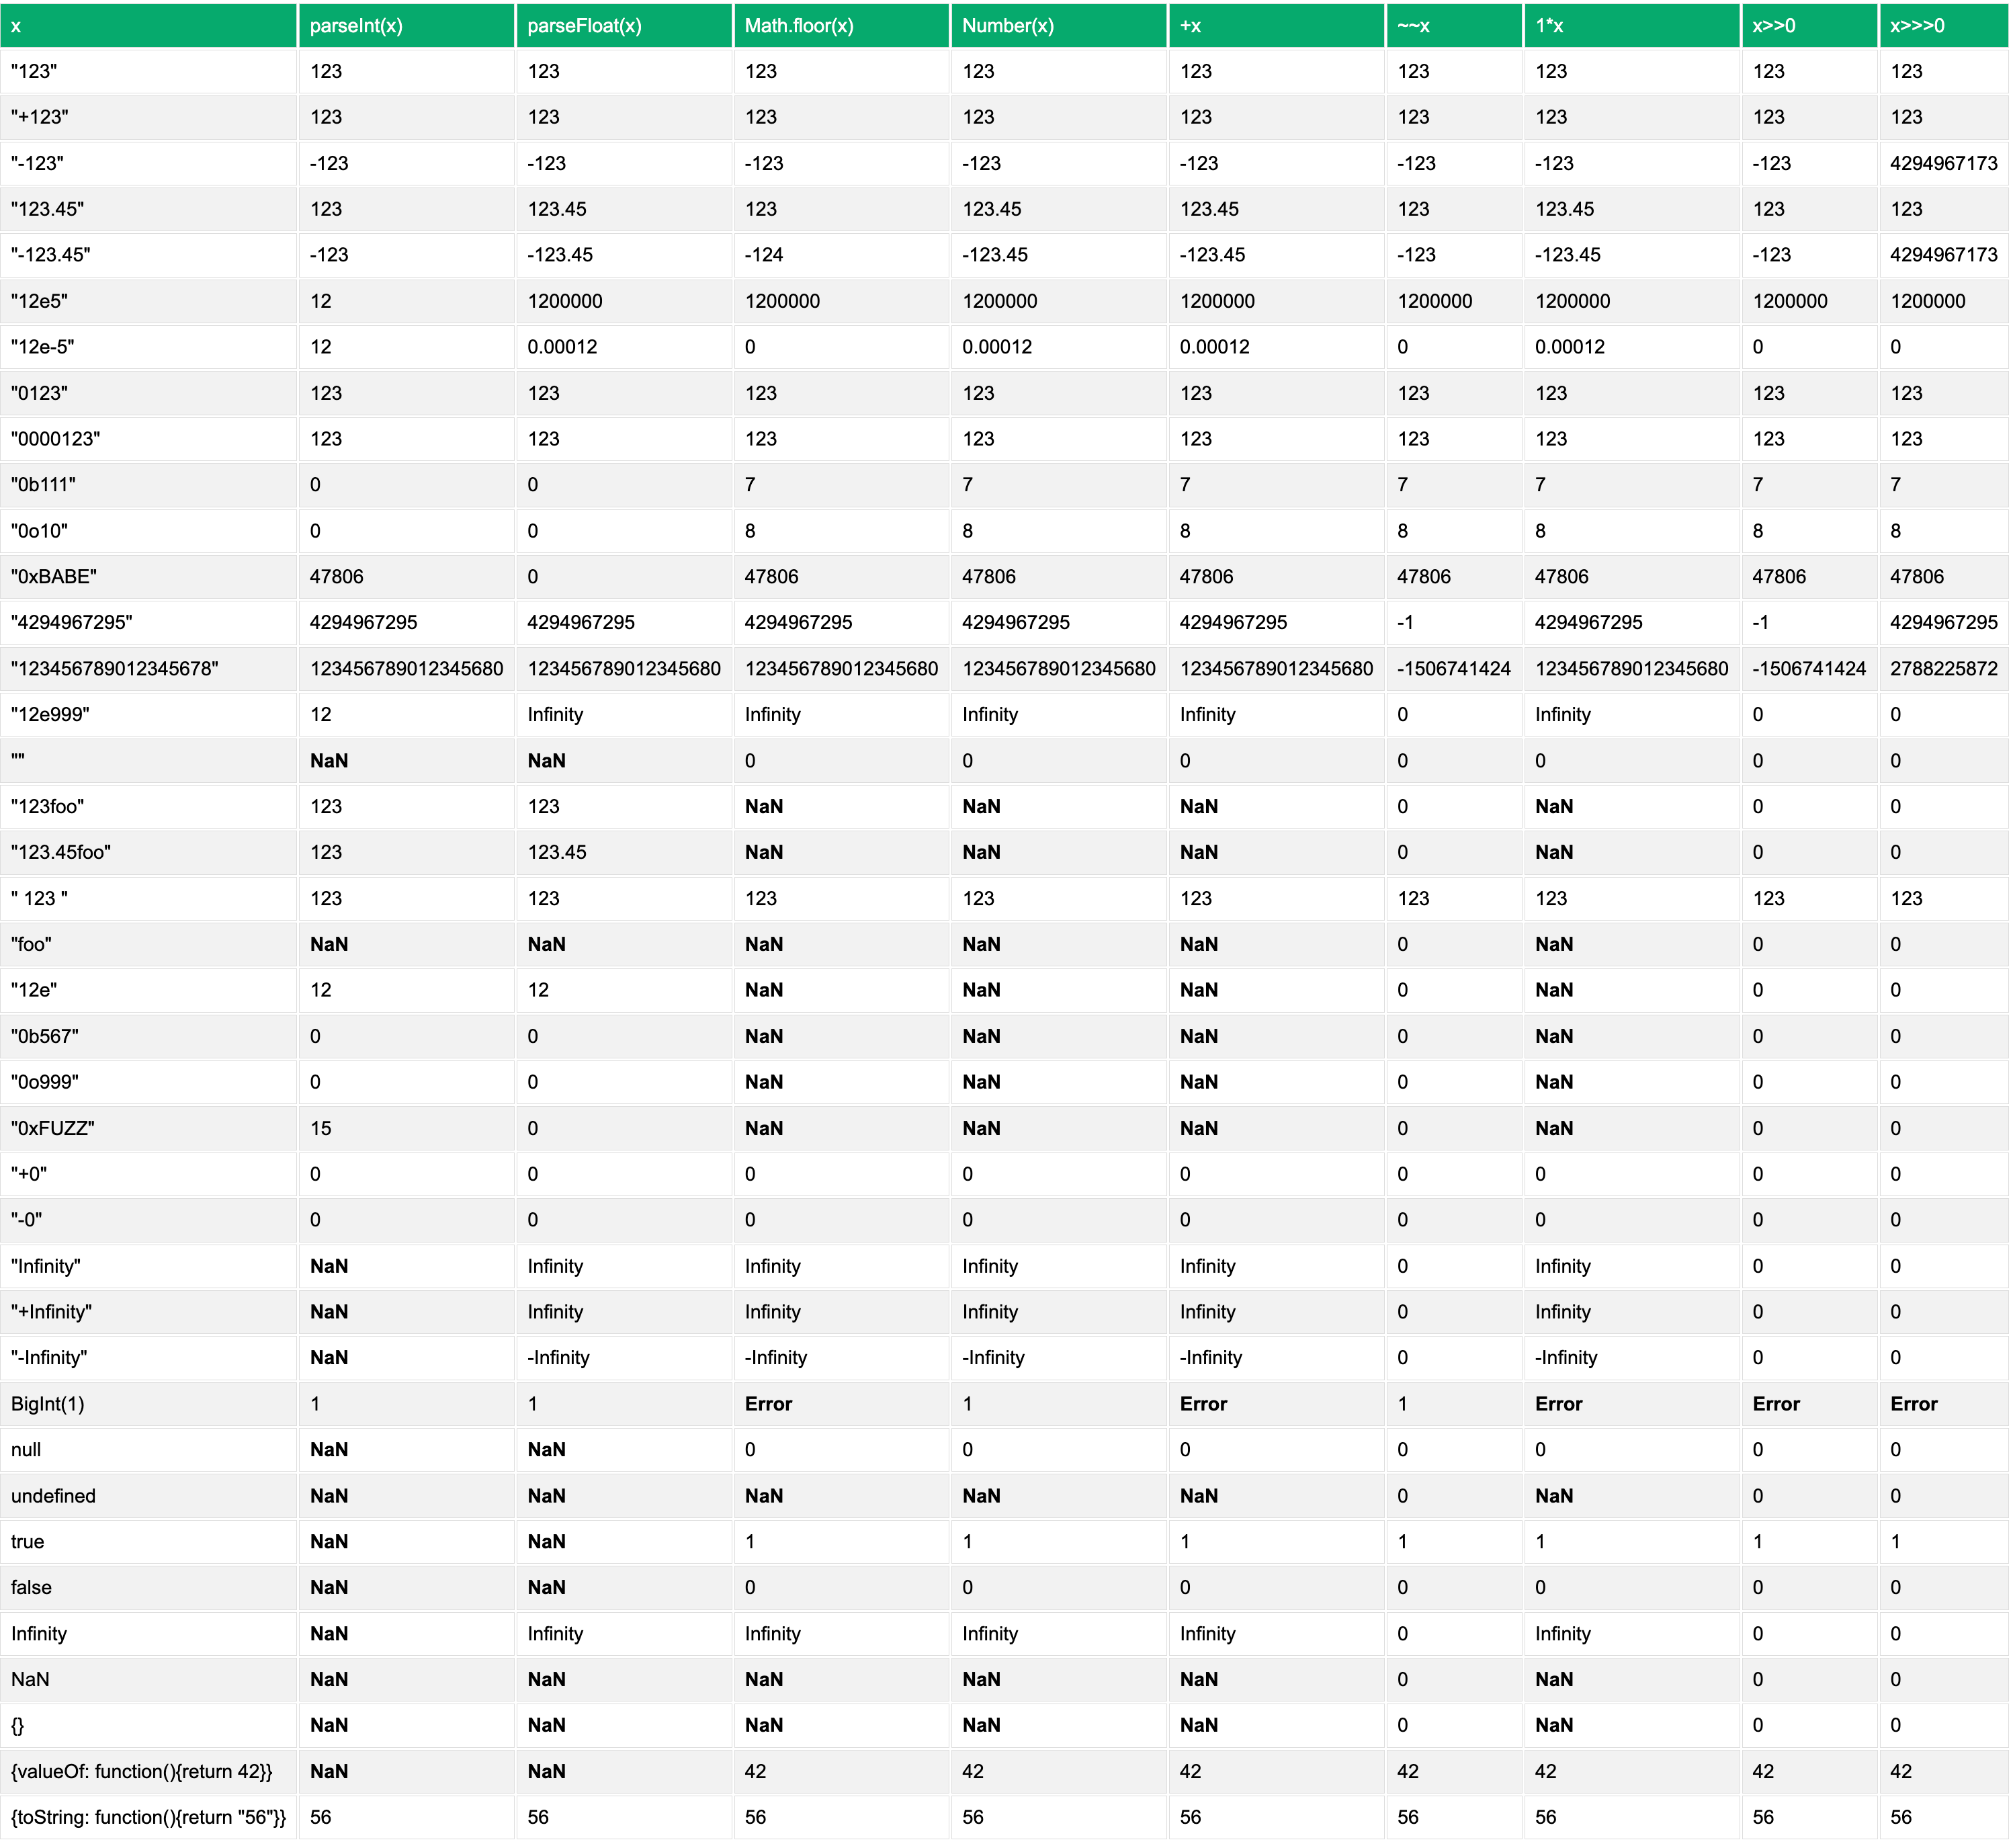 x parseInt(x) parseFloat(x) Math.floor(x) Number(x) +x ~~x 1*x x>>0 x>>>0
"123" 123 123 123 123 123 123 123 123 123
"+123" 123 123 123 123 123 123 123 123 123
"-123" -123 -123 -123 -123 -123 -123 -123 -123 4294967173
"123.45" 123 123.45 123 123.45 123.45 123 123.45 123 123
"-123.45" -123 -123.45 -124 -123.45 -123.45 -123 -123.45 -123 4294967173
"12e5" 12 1200000 1200000 1200000 1200000 1200000 1200000 1200000 1200000
"12e-5" 12 0.00012 0 0.00012 0.00012 0 0.00012 0 0
"0123" 123 123 123 123 123 123 123 123 123
"0000123" 123 123 123 123 123 123 123 123 123
"0b111" 0 0 7 7 7 7 7 7 7
"0o10" 0 0 8 8 8 8 8 8 8
"0xBABE" 47806 0 47806 47806 47806 47806 47806 47806 47806
"4294967295" 4294967295 4294967295 4294967295 4294967295 4294967295 -1 4294967295 -1 4294967295
"123456789012345678" 123456789012345680 123456789012345680 123456789012345680 123456789012345680 123456789012345680 -1506741424 123456789012345680 -1506741424 2788225872
"12e999" 12 Infinity Infinity Infinity Infinity 0 Infinity 0 0
"" NaN NaN 0 0 0 0 0 0 0
"123foo" 123 123 NaN NaN NaN 0 NaN 0 0
"123.45foo" 123 123.45 NaN NaN NaN 0 NaN 0 0
" 123 " 123 123 123 123 123 123 123 123 123
"foo" NaN NaN NaN NaN NaN 0 NaN 0 0
"12e" 12 12 NaN NaN NaN 0 NaN 0 0
"0b567" 0 0 NaN NaN NaN 0 NaN 0 0
"0o999" 0 0 NaN NaN NaN 0 NaN 0 0
"0xFUZZ" 15 0 NaN NaN NaN 0 NaN 0 0
"+0" 0 0 0 0 0 0 0 0 0
"-0" 0 0 0 0 0 0 0 0 0
"Infinity" NaN Infinity Infinity Infinity Infinity 0 Infinity 0 0
"+Infinity" NaN Infinity Infinity Infinity Infinity 0 Infinity 0 0
"-Infinity" NaN -Infinity -Infinity -Infinity -Infinity 0 -Infinity 0 0
BigInt(1) 1 1 Error 1 Error 1 Error Error Error
null NaN NaN 0 0 0 0 0 0 0
undefined NaN NaN NaN NaN NaN 0 NaN 0 0
true NaN NaN 1 1 1 1 1 1 1
false NaN NaN 0 0 0 0 0 0 0
Infinity NaN Infinity Infinity Infinity Infinity 0 Infinity 0 0
NaN NaN NaN NaN NaN NaN 0 NaN 0 0
{} NaN NaN NaN NaN NaN 0 NaN 0 0
{valueOf: function(){return 42}} NaN NaN 42 42 42 42 42 42 42
{toString: function(){return "56"}} 56 56 56 56 56 56 56 56 56